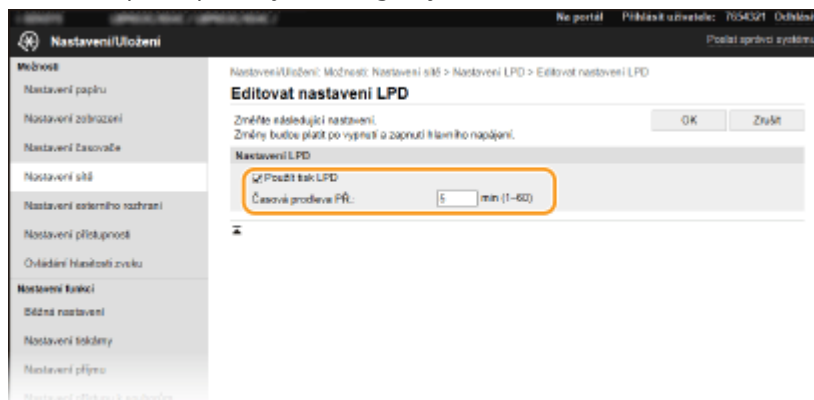 Na portál Přihlásit uživatele: 7654321 Odhlásit
Nastavení/Uložení
Poslat správci systému
Možnosti
Nastavení papíru
Nastavení zobrazení
Nastavení časovače
Nastavení sítě
Nastavení externího rozhraní
Nastavení přístupnosti
Ovládání hlasitosti zvuku
Nastavení funkcí
Běžná nastavení
Nastavení tiskárny
Nastavení příjmu
Nastavení/Uložení: Možnosti: Nastavení sítě > Nastavení LPD > Editovat nastavení LPD
Editovat nastavení LPD
Změňte následující nastavení.
Změny budou platit po vypnutí a zapnutí hlavního napájení.
OK Zrušit
Nastavení LPD
Použít tisk LPD
Časová prodleva PŘ.: 5 min (1–60)